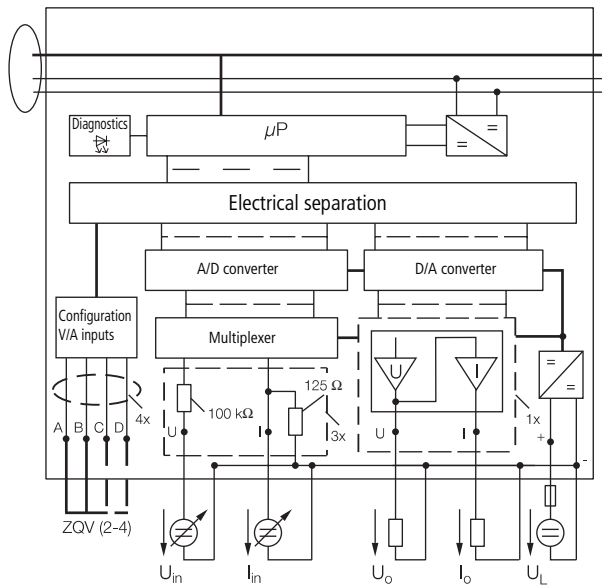 Diagnostics
µP
=
=
Electrical separation
A/D converter
D/A converter
Configuration
V/A inputs
Multiplexer
U
I
=
=
100 kΩ
125 Ω
4x
3x
1x
A B C D
U
I
U
I
+
-
ZQV (2-4)
U in
I in
U o
I o
U L